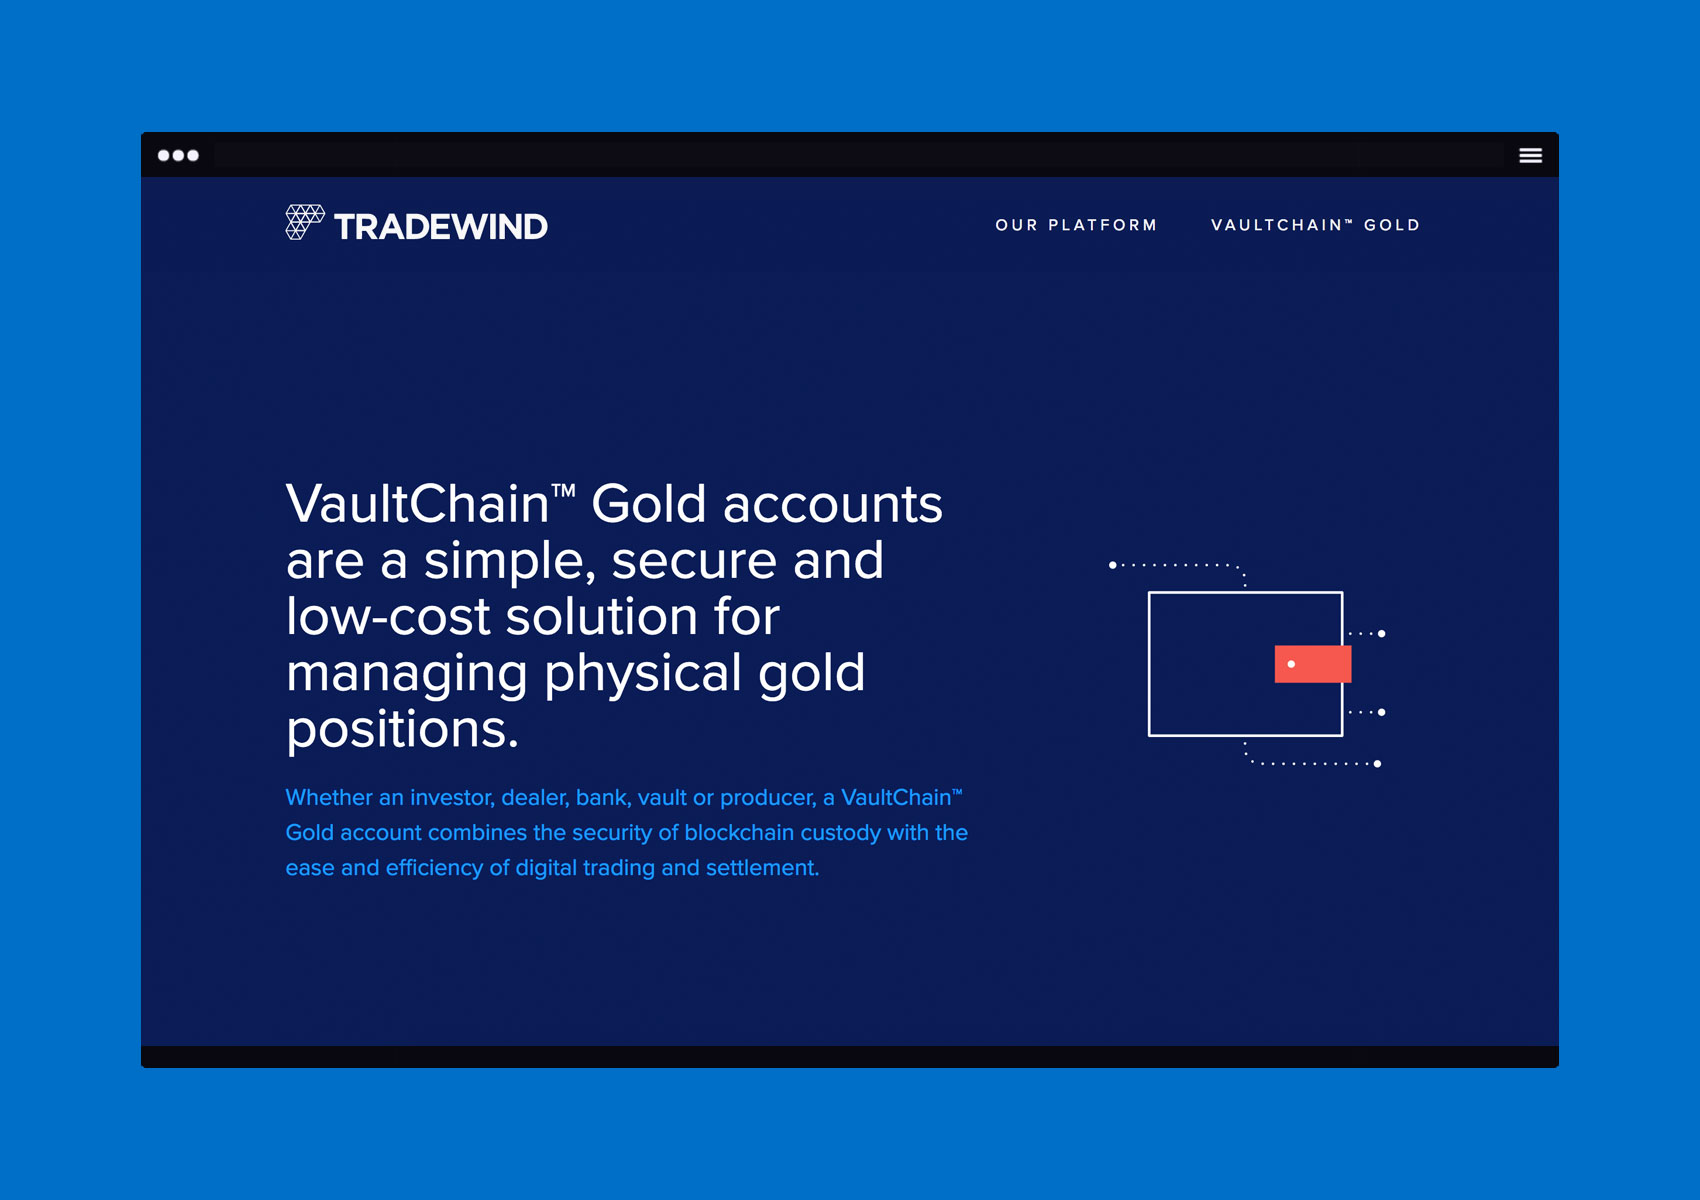 TRADEWIND
OUR PLATFORM
VAULTCHAIN™ GOLD
VaultChain™ Gold accounts
are a simple, secure and
low-cost solution for
managing physical gold
positions.
Whether an investor, dealer, bank, vault or producer, a VaultChain™
Gold account combines the security of blockchain custody with the
ease and efficiency of digital trading and settlement.